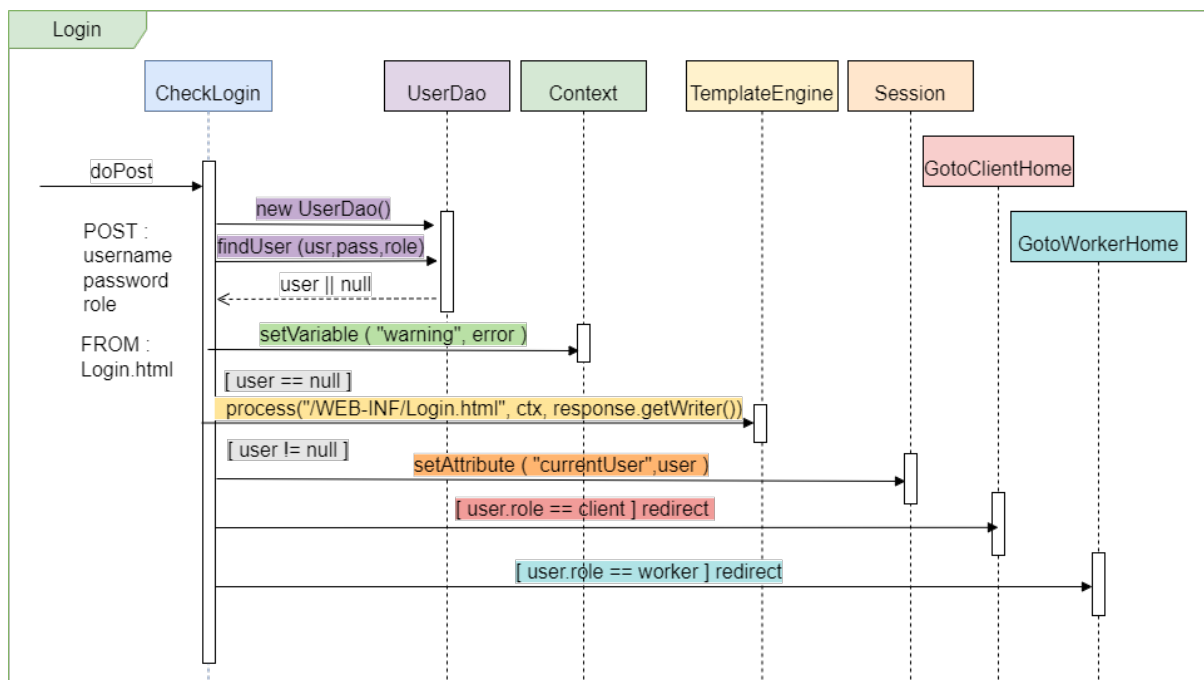 Login
CheckLogin
UserDao
Context
TemplateEngine
Session
GotoClientHome
GotoWorkerHome
doPost
POST :
username
password
role
FROM :
Login.html
new UserDao()
findUser (usr,pass,role)
user || null
setVariable ( "warning", error )
[ user == null ]
process("/WEB-INF/Login.html", ctx, response.getWriter())
[ user != null ]
setAttribute ( "currentUser",user )
[ user.role == client ] redirect
[ user.role == worker ] redirect